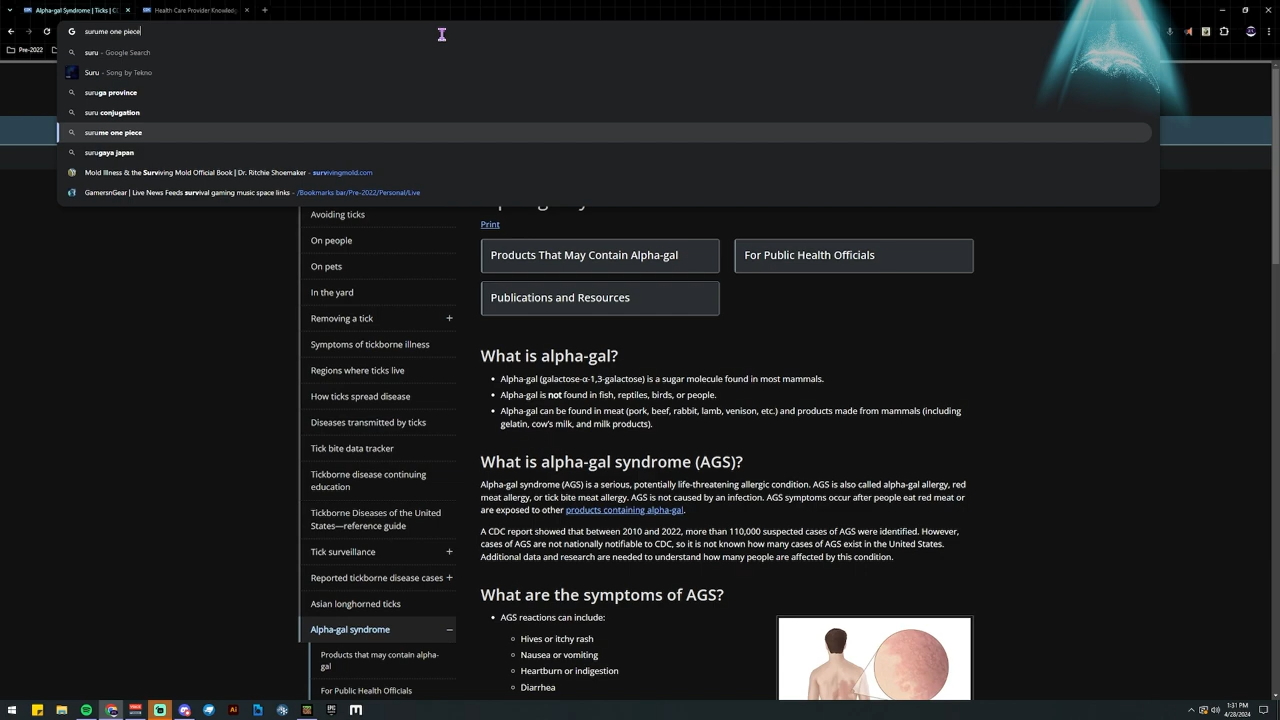 Alpha-gal Syndrome | Ticks | C
Health Care Provider Knowled
surume one piece
Pre-2022
suru - Google Search
Suru - Song by Tekno
suruga province
suru conjugation
surume one piece
surugaya japan
Mold Illness & the Surviving Mold Official Book | Dr. Ritchie Shoemaker - survivingmold.com
GamersnGear | Live News Feeds survival gaming music space links - /Bookmarks bar/Pre-2022/Personal/Live
Avoiding ticks
On people
On pets
In the yard
Removing a tick +
Symptoms of tickborne illness
Regions where ticks live
How ticks spread disease
Diseases transmitted by ticks
Tick bite data tracker
Tickborne disease continuing
education
Tickborne Diseases of the United
States—reference guide
Tick surveillance +
Reported tickborne disease cases +
Asian longhorned ticks
Alpha-gal syndrome –
Products that may contain alpha-
gal
For Public Health Officials
Print
Products That May Contain Alpha-gal
For Public Health Officials
Publications and Resources
What is alpha-gal?
• Alpha-gal (galactose-α-1,3-galactose) is a sugar molecule found in most mammals.
• Alpha-gal is not found in fish, reptiles, birds, or people.
• Alpha-gal can be found in meat (pork, beef, rabbit, lamb, venison, etc.) and products made from mammals (including
gelatin, cow's milk, and milk products).
What is alpha-gal syndrome (AGS)?
Alpha-gal syndrome (AGS) is a serious, potentially life-threatening allergic condition. AGS is also called alpha-gal allergy, red
meat allergy, or tick bite meat allergy. AGS is not caused by an infection. AGS symptoms occur after people eat red meat or
are exposed to other products containing alpha-gal.
A CDC report showed that between 2010 and 2022, more than 110,000 suspected cases of AGS were identified. However,
cases of AGS are not nationally notifiable to CDC, so it is not known how many cases of AGS exist in the United States.
Additional data and research are needed to understand how many people are affected by this condition.
What are the symptoms of AGS?
• AGS reactions can include:
Hives or itchy rash
Nausea or vomiting
Heartburn or indigestion
Diarrhea
1:31 PM
4/28/2024